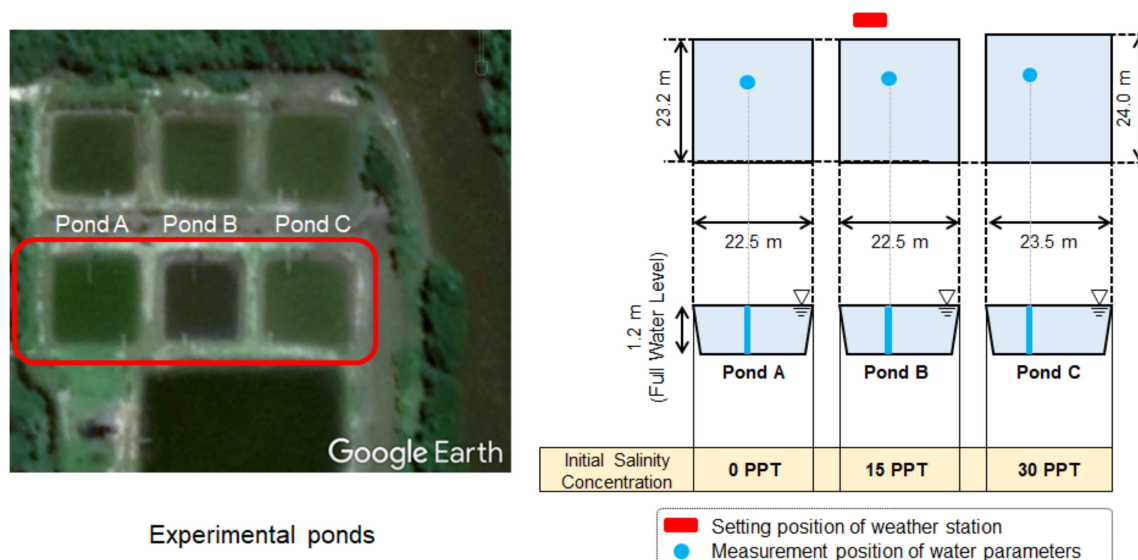 Pond A
Pond B
Pond C
Google Earth
Experimental ponds
23.2 m
24.0 m
22.5 m
22.5 m
23.5 m
1.2 m
(Full Water Level)
Pond A
Pond B
Pond C
Initial Salinity
Concentration
0 PPT
15 PPT
30 PPT
Setting position of weather station
Measurement position of water parameters